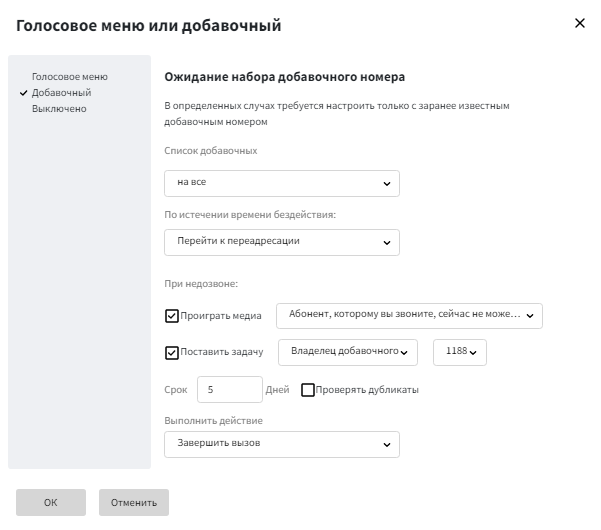 Голосовое меню или добавочный
Голосовое меню
Добавочный
Выключено
Ожидание набора добавочного номера
В определенных случах требуется настроить только с заранее известным
добавочным номером
Список добавочных
на все
По истечении времени бездействия:
Перейти к переадресации
При недозвоне:
Проиграть медиа
Абонент, которому вы звоните, сейчас не може...
Поставить задачу
Владелец добавочного
1188
Срок
5
Дней
Проверять дубликаты
Выполнить действие
Завершить вызов
ОК
Отменить